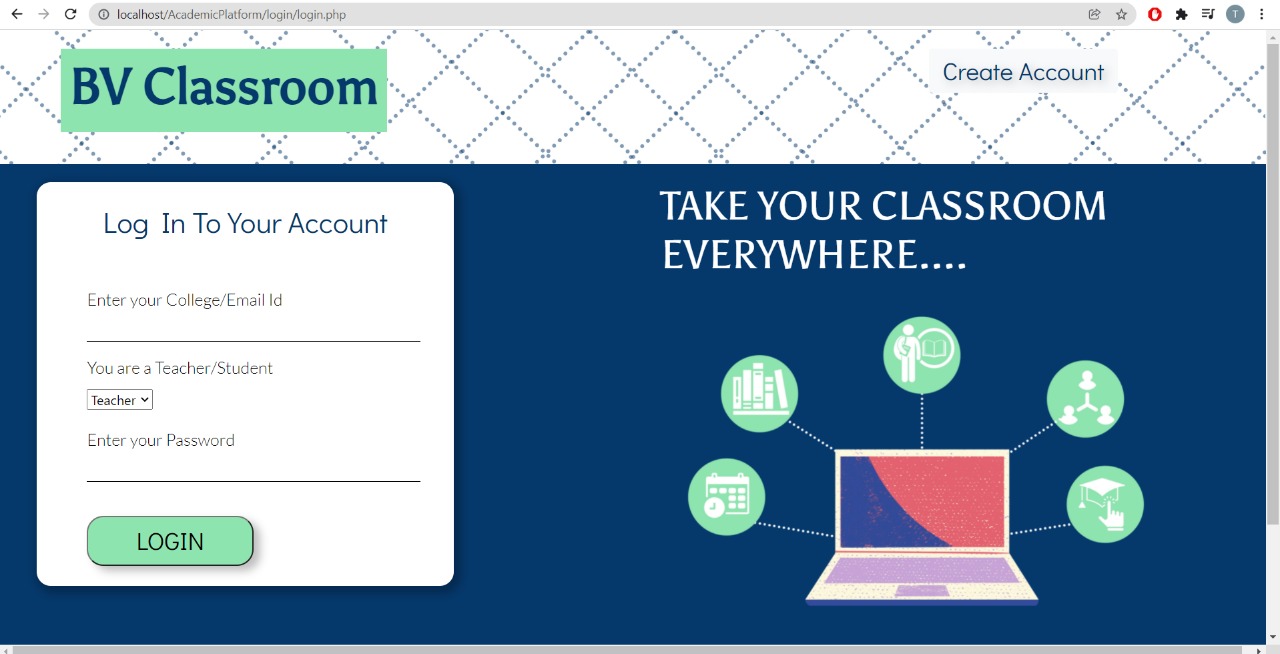 localhost/AcademicPlatform/login/login.php
T
BV Classroom
Create Account
Log In To Your Account
Enter your College/Email Id
You are a Teacher/Student
Teacher
Enter your Password
LOGIN
TAKE YOUR CLASSROOM
EVERYWHERE....